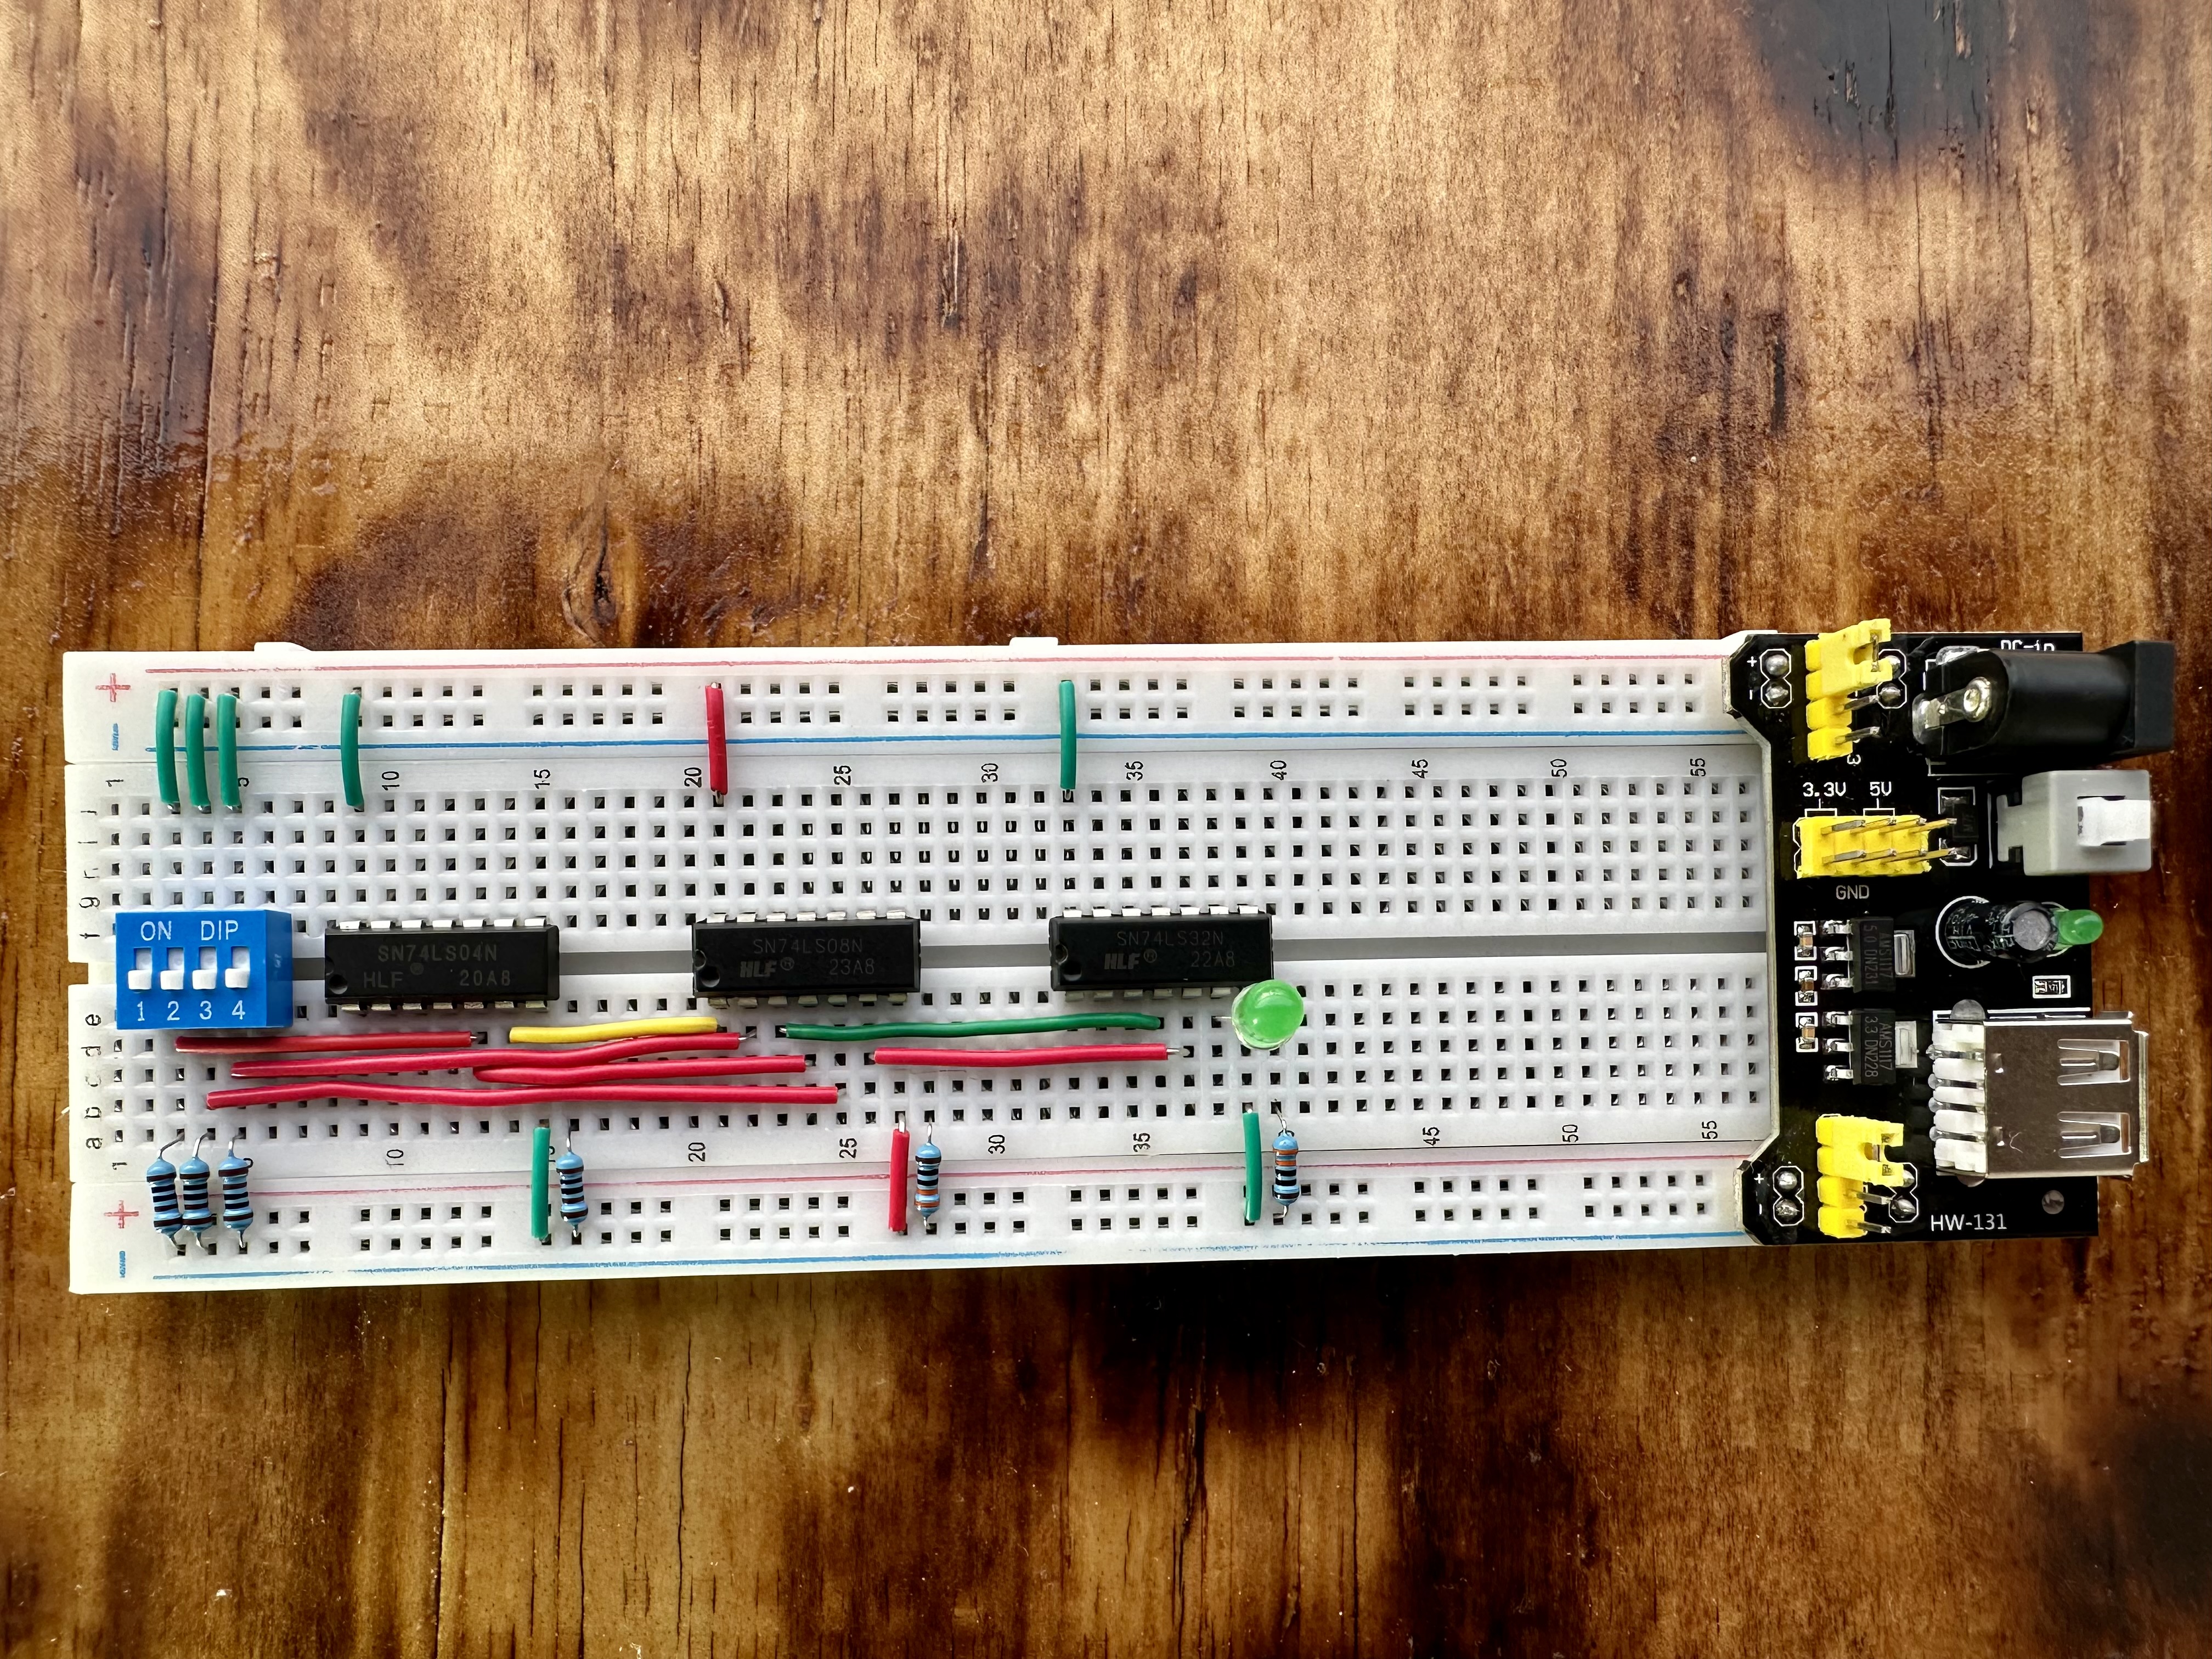 DC-in
+
-
+
-
1 5 10 15 20 25 30 35 40 45 50 55
3
3.3V 5V
j
i
h
g
f
GND
ON DIP
1 2 3 4
SN74LS04N
HLF® 20A8
SN74LS08N
HLF® 23A8
SN74LS32N
HLF® 22A8
AMS1117
5.0 DN231
AMS1117
3.3 DN228
e
d
c
b
a
1 10 20 25 30 35 45 50 55
+
-
+
HW-131